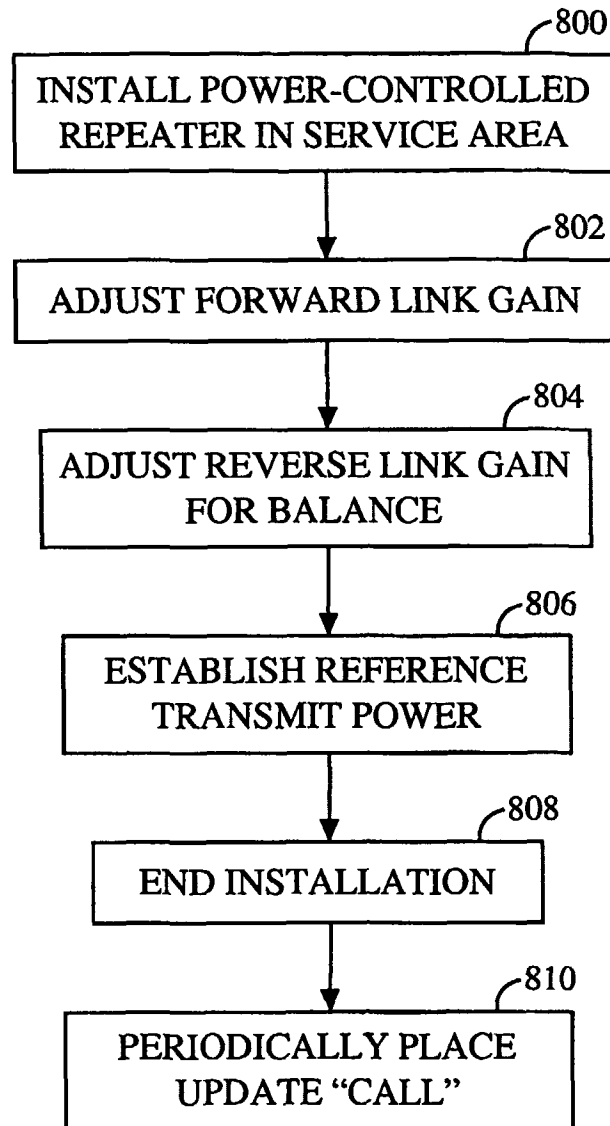 800
INSTALL POWER-CONTROLLED
REPEATER IN SERVICE AREA
802
ADJUST FORWARD LINK GAIN
804
ADJUST REVERSE LINK GAIN
FOR BALANCE
806
ESTABLISH REFERENCE
TRANSMIT POWER
808
END INSTALLATION
810
PERIODICALLY PLACE
UPDATE “CALL”